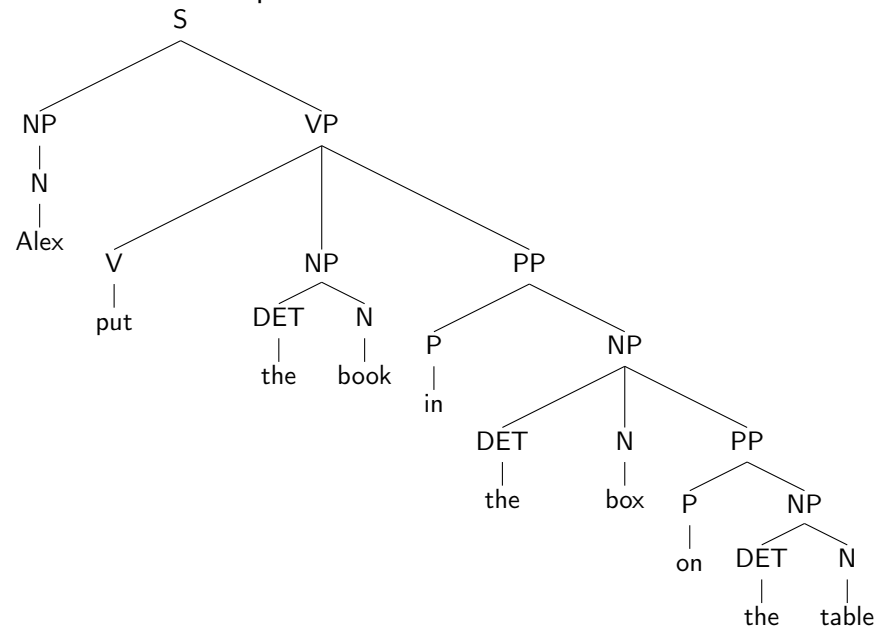 S
NP VP
N
Alex
V NP PP
put
DET N
the book
P NP
in
DET N PP
the box
P NP
on
DET N
the table